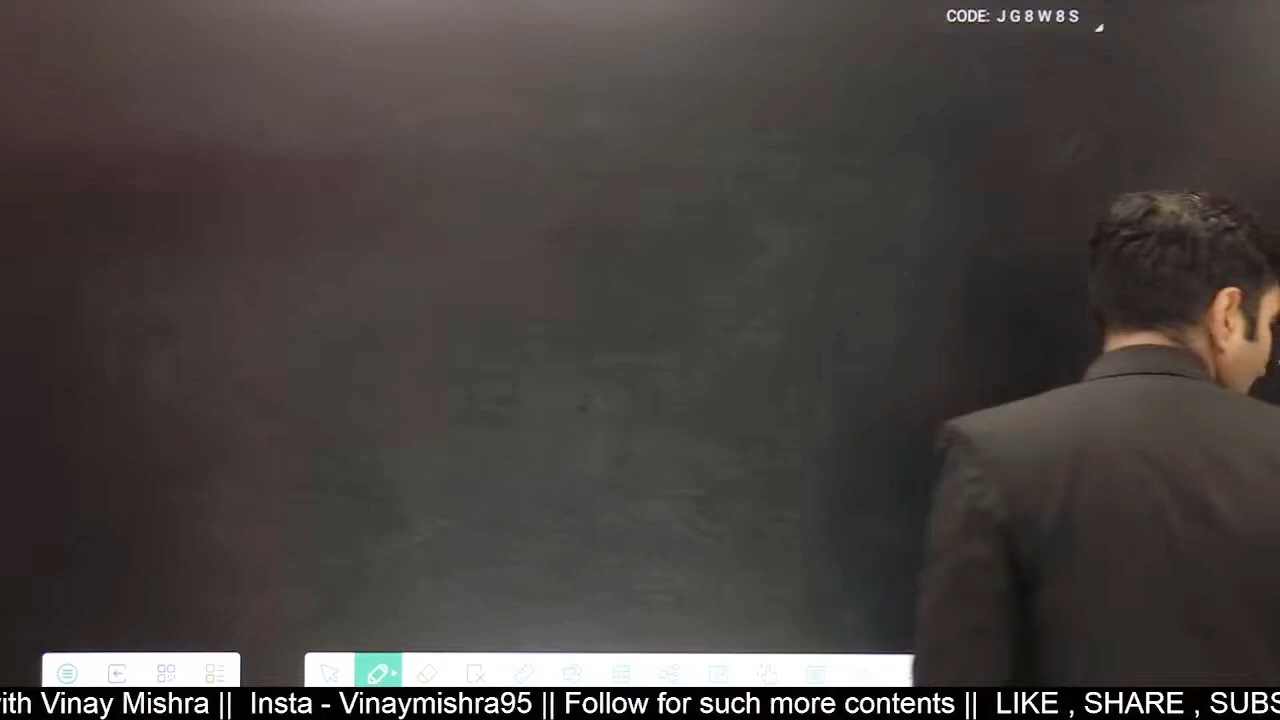 CODE: J G 8 W 8 S
ith Vinay Mishra || Insta - Vinaymishra95 || Follow for such more contents || LIKE , SHARE , SUBS